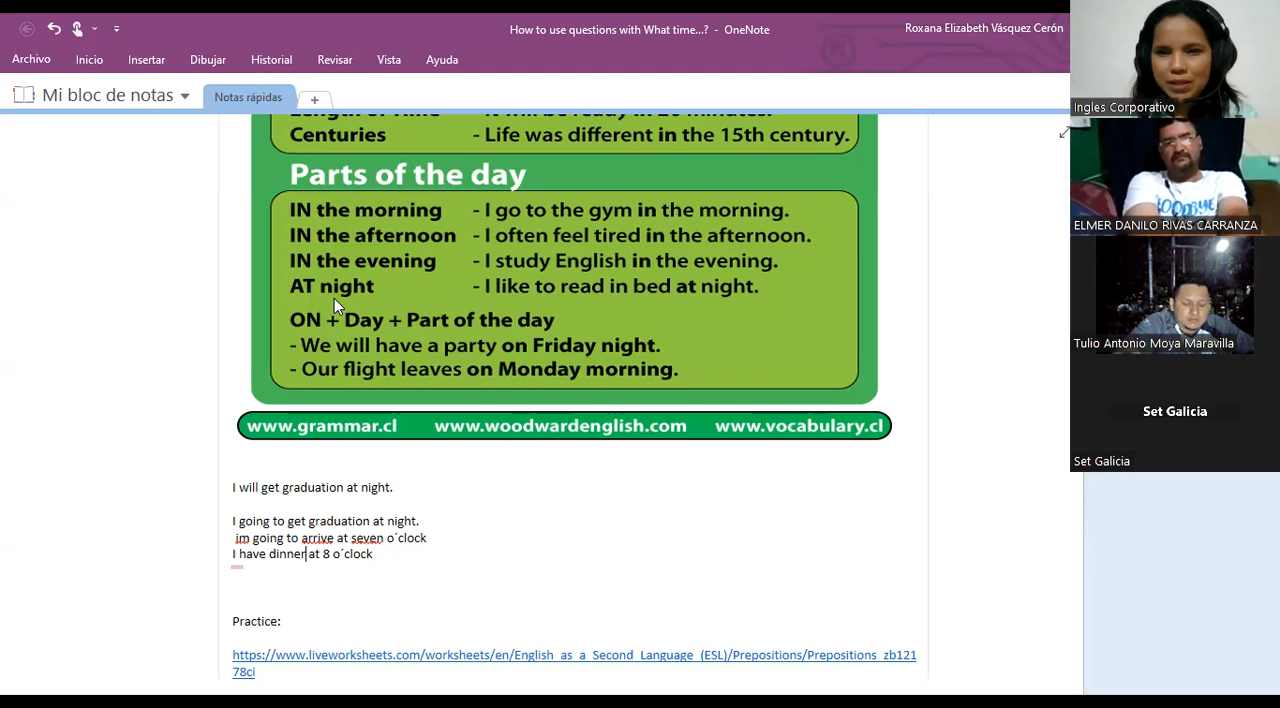 How to use questions with What time...? - OneNote
Roxana Elizabeth Vásquez Cerón
Archivo Inicio Insertar Dibujar Historial Revisar Vista Ayuda
Mi bloc de notas
Notas rápidas
Centuries - Life was different in the 15th century.
Parts of the day
IN the morning - I go to the gym in the morning.
IN the afternoon - I often feel tired in the afternoon.
IN the evening - I study English in the evening.
AT night - I like to read in bed at night.
ON + Day + Part of the day
- We will have a party on Friday night.
- Our flight leaves on Monday morning.
www.grammar.cl www.woodwardenglish.com www.vocabulary.cl
I will get graduation at night.
I going to get graduation at night.
im going to arrive at seven o´clock
I have dinner at 8 o´clock
Practice:
https://www.liveworksheets.com/worksheets/en/English_as_a_Second_Language_(ESL)/Prepositions/Prepositions_zb121
78ci
Ingles Corporativo
ELMER DANILO RIVAS CARRANZA
Tulio Antonio Moya Maravilla
Set Galicia
Set Galicia